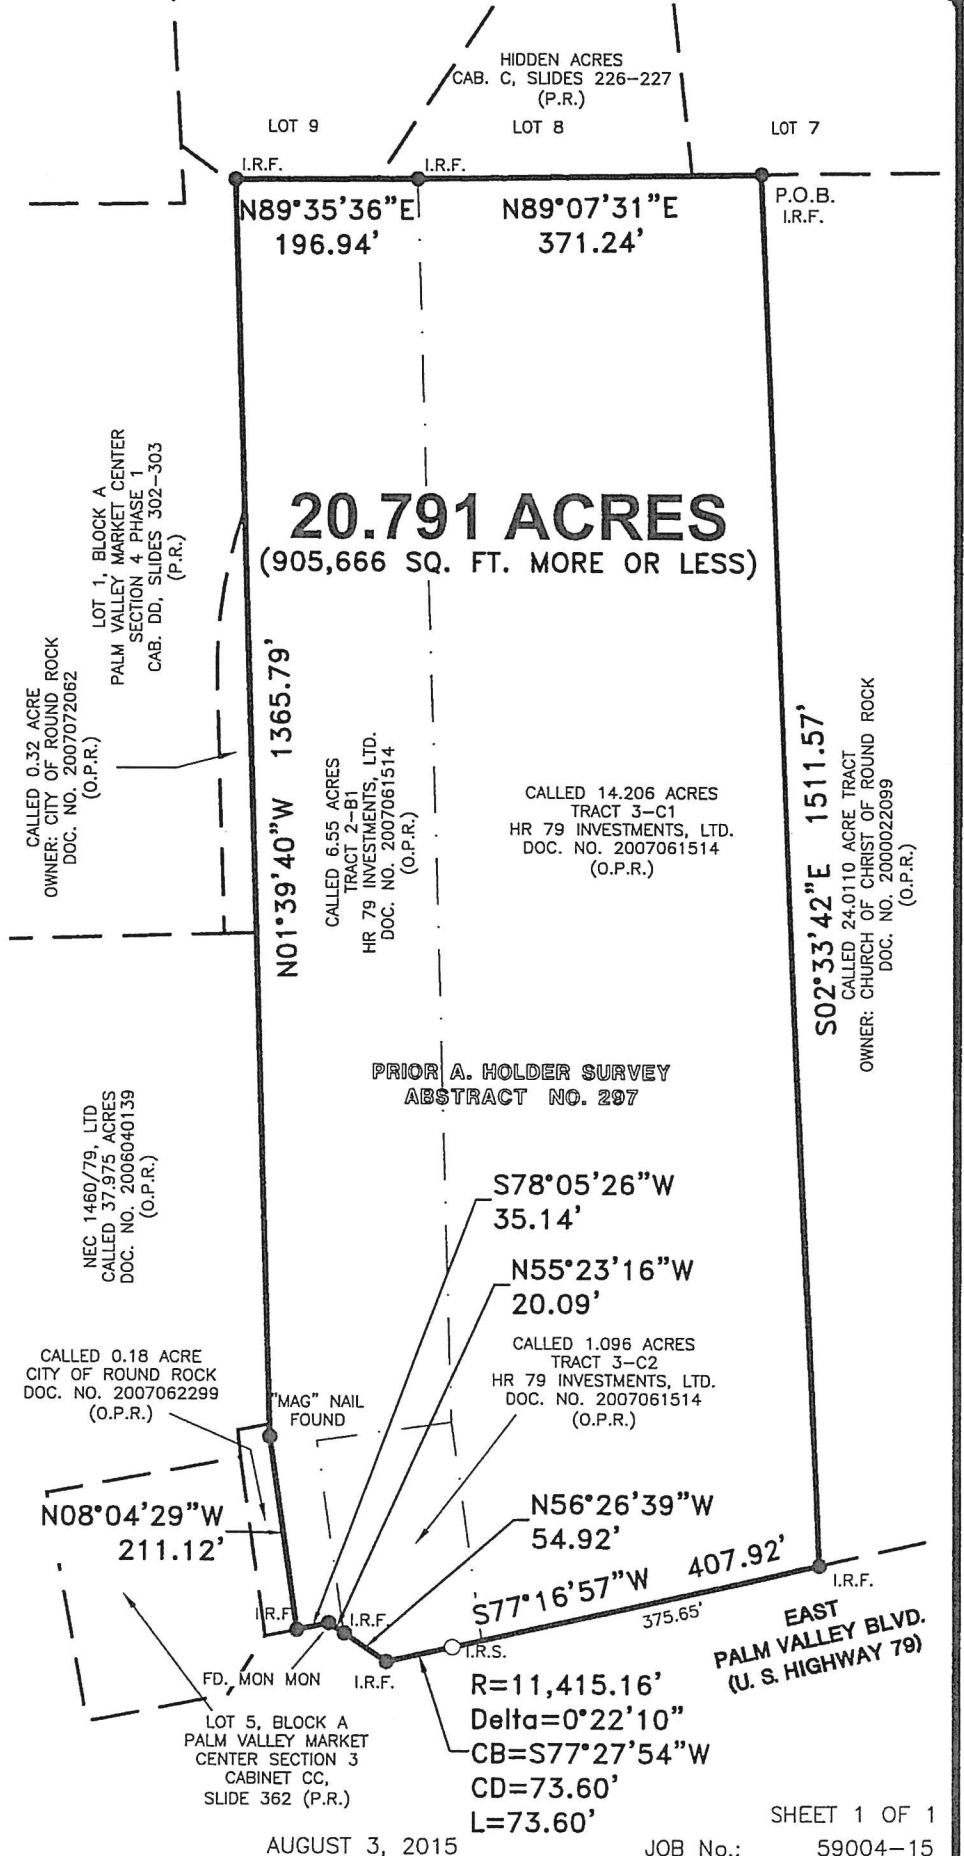 HIDDEN ACRES
CAB. C, SLIDES 226-227
(P.R.)
LOT 9
LOT 8
LOT 7
I.R.F.
I.R.F.
P.O.B.
I.R.F.
N89°35'36"E
196.94'
N89°07'31"E
371.24'
20.791 ACRES
(905,666 SQ. FT. MORE OR LESS)
LOT 1, BLOCK A
PALM VALLEY MARKET CENTER
SECTION 4 PHASE 1
CAB. DD, SLIDES 302-303
(P.R.)
CALLED 0.32 ACRE
OWNER: CITY OF ROUND ROCK
DOC. NO. 2007072062
(O.P.R.)
N01°39'40"W 1365.79'
CALLED 6.55 ACRES
TRACT 2-B1
HR 79 INVESTMENTS, LTD.
DOC. NO. 2007061514
(O.P.R.)
CALLED 14.206 ACRES
TRACT 3-C1
HR 79 INVESTMENTS, LTD.
DOC. NO. 2007061514
(O.P.R.)
S02°33'42"E 1511.57'
CALLED 24.0110 ACRE TRACT
OWNER: CHURCH OF CHRIST OF ROUND ROCK
DOC. NO. 2000022099
(O.P.R.)
PRIOR A. HOLDER SURVEY
ABSTRACT NO. 297
NEC 1460/79, LTD
CALLED 37.975 ACRES
DOC. NO. 2006040139
(O.P.R.)
S78°05'26"W
35.14'
N55°23'16"W
20.09'
CALLED 1.096 ACRES
TRACT 3-C2
HR 79 INVESTMENTS, LTD.
DOC. NO. 2007061514
(O.P.R.)
CALLED 0.18 ACRE
CITY OF ROUND ROCK
DOC. NO. 2007062299
(O.P.R.)
"MAG" NAIL
FOUND
N08°04'29"W
211.12'
N56°26'39"W
54.92'
S77°16'57"W 407.92'
375.65'
I.R.F.
I.R.F.
I.R.F.
I.R.S.
EAST
PALM VALLEY BLVD.
(U. S. HIGHWAY 79)
FD. MON MON
I.R.F.
R=11,415.16'
Delta=0°22'10"
CB=S77°27'54"W
CD=73.60'
L=73.60'
LOT 5, BLOCK A
PALM VALLEY MARKET
CENTER SECTION 3
CABINET CC,
SLIDE 362 (P.R.)
SHEET 1 OF 1
AUGUST 3, 2015
JOB No.: 59004-15